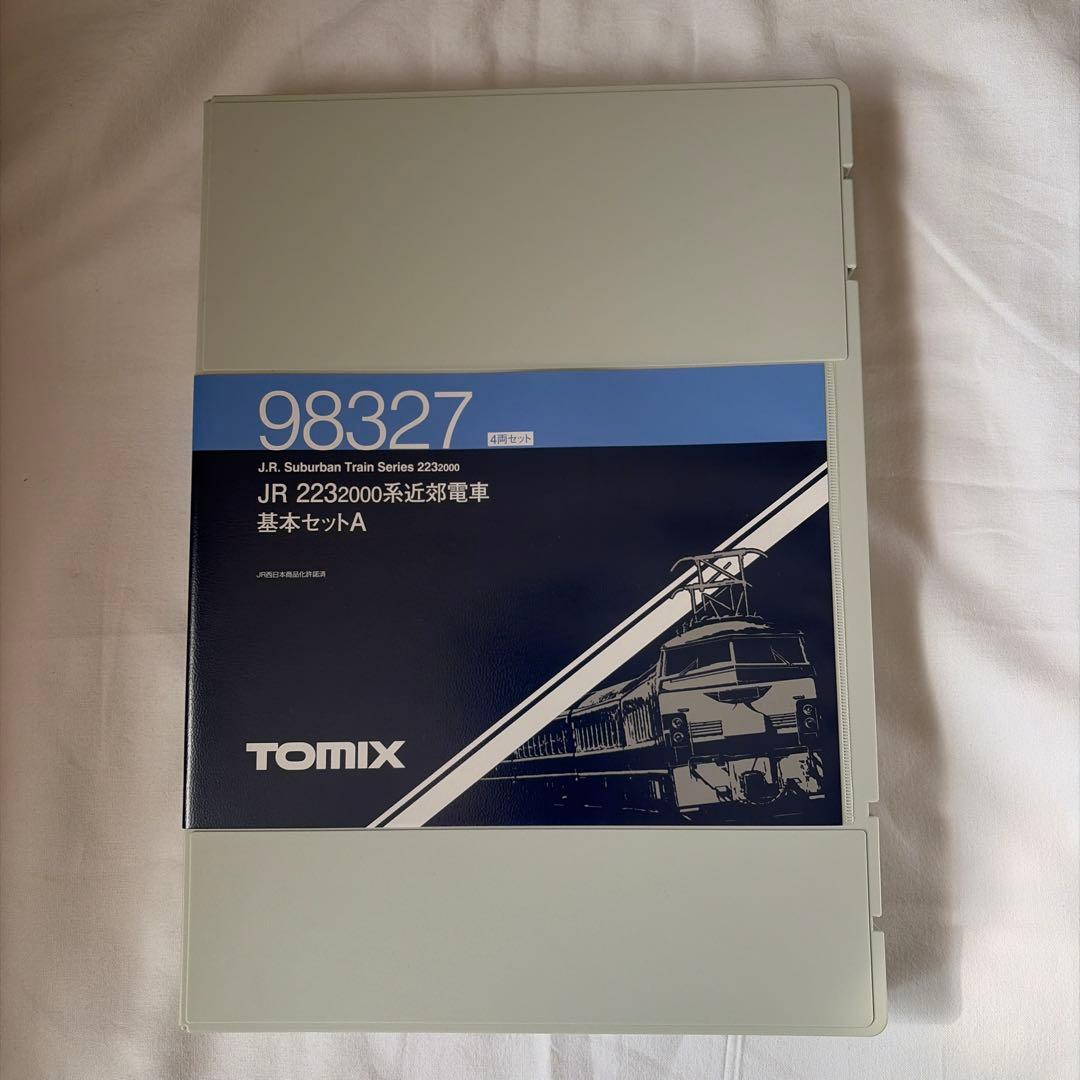 98327 4両セット
J.R. Suburban Train Series 2232000
JR 2232000系近郊電車
基本セットA
JR西日本商品化許諾済
TOMIX